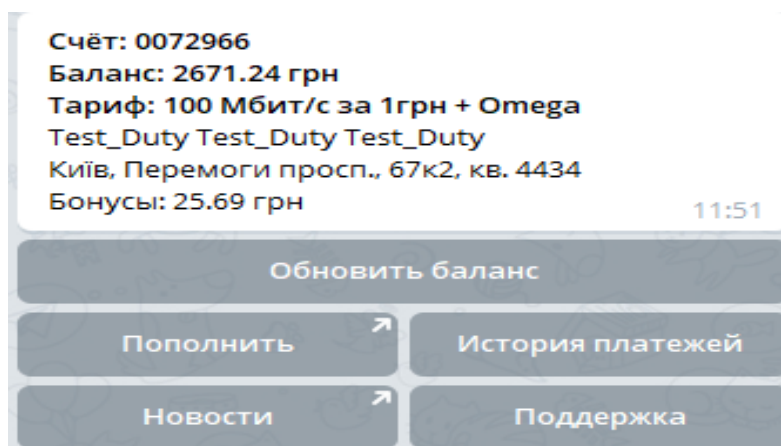 Счёт: 0072966
Баланс: 2671.24 грн
Тариф: 100 Мбит/с за 1грн + Omega
Test_Duty Test_Duty Test_Duty
Київ, Перемоги просп., 67к2, кв. 4434
Бонусы: 25.69 грн
11:51
Обновить баланс
Пополнить
История платежей
Новости
Поддержка